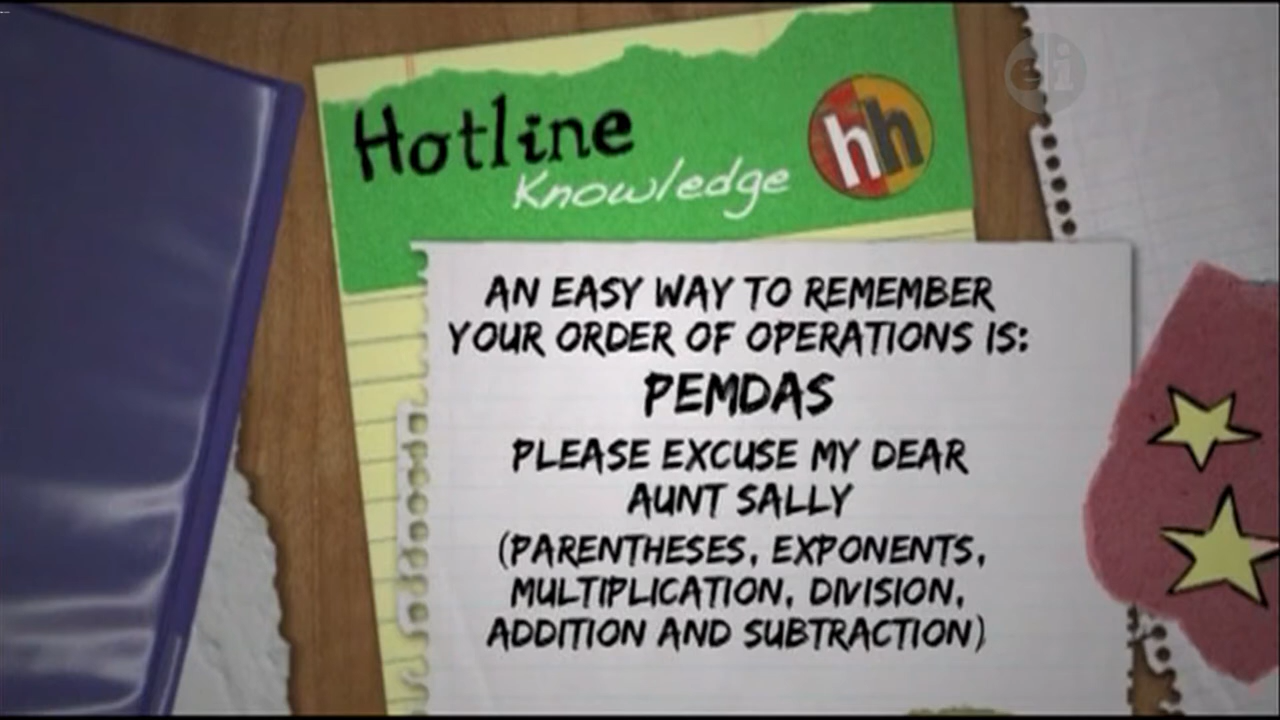 e/i
Hotline
Knowledge
hh
AN EASY WAY TO REMEMBER
YOUR ORDER OF OPERATIONS IS:
PEMDAS
PLEASE EXCUSE MY DEAR
AUNT SALLY
(PARENTHESES, EXPONENTS,
MULTIPLICATION, DIVISION,
ADDITION AND SUBTRACTION)